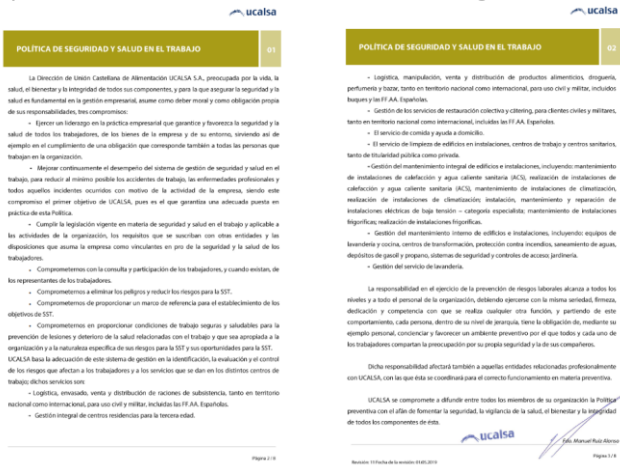 ucalsa
POLÍTICA DE SEGURIDAD Y SALUD EN EL TRABAJO 01
La Dirección de Unión Castellana de Alimentación UCALSA S.A., preocupada por la vida, la
salud, el bienestar y la integridad de todos sus componentes, y para la que asegurar la seguridad y la
salud es fundamental en la gestión empresarial, asume como deber moral y como obligación propia
de sus responsabilidades, tres compromisos:
- Ejercer un liderazgo en la práctica empresarial que garantice y favorezca la seguridad y la
salud de todos los trabajadores, de los bienes de la empresa y de su entorno, sirviendo así de
ejemplo en el cumplimiento de una obligación que corresponde también a todas las personas que
trabajan en la organización.
- Mejorar continuamente el desempeño del sistema de gestión de seguridad y salud en el
trabajo, para reducir al mínimo posible los accidentes de trabajo, las enfermedades profesionales y
todos aquellos incidentes ocurridos con motivo de la actividad de la empresa, siendo este
compromiso el primer objetivo de UCALSA, pues es el que garantiza una adecuada puesta en
práctica de esta Política.
- Cumplir la legislación vigente en materia de seguridad y salud en el trabajo y aplicable a
las actividades de la organización, los requisitos que se suscriban con otras entidades y las
disposiciones que asuma la empresa como vinculantes en pro de la seguridad y la salud de los
trabajadores.
- Comprometernos con la consulta y participación de los trabajadores, y cuando existan, de
los representantes de los trabajadores.
- Comprometernos a eliminar los peligros y reducir los riesgos para la SST.
- Comprometernos de proporcionar un marco de referencia para el establecimiento de los
objetivos de SST.
- Comprometernos en proporcionar condiciones de trabajo seguras y saludables para la
prevención de lesiones y deterioro de la salud relacionadas con el trabajo y que sea apropiada a la
organización y a la naturaleza específica de sus riesgos para la SST y sus oportunidades para la SST.
UCALSA basa la adecuación de este sistema de gestión en la identificación, la evaluación y el control
de los riesgos que afectan a los trabajadores y a los servicios que se dan en los distintos centros de
trabajo; dichos servicios son:
- Logística, envasado, venta y distribución de raciones de subsistencia, tanto en territorio
nacional como internacional, para uso civil y militar, incluidas las FF.AA. Españolas.
- Gestión integral de centros residencias para la tercera edad.
Página 2 / 8
ucalsa
POLÍTICA DE SEGURIDAD Y SALUD EN EL TRABAJO 02
- Logística, manipulación, venta y distribución de productos alimenticios, droguería,
perfumería y bazar, tanto en territorio nacional como internacional, para uso civil y militar, incluidos
buques y las FF.AA. Españolas.
- Gestión de los servicios de restauración colectiva y cátering, para clientes civiles y militares,
tanto en territorio nacional como internacional, incluidas las FF.AA. Españolas.
- El servicio de comida y ayuda a domicilio.
- El servicio de limpieza de edificios en instalaciones, centros de trabajo y centros sanitarios,
tanto de titularidad pública como privada.
- Gestión del mantenimiento integral de edificios e instalaciones, incluyendo: mantenimiento
de instalaciones de calefacción y agua caliente sanitaria (ACS), realización de instalaciones de
calefacción y agua caliente sanitaria (ACS), mantenimiento de instalaciones de climatización,
realización de instalaciones de climatización; instalación, mantenimiento y reparación de
instalaciones eléctricas de baja tensión – categoría especialista; mantenimiento de instalaciones
frigoríficas; realización de instalaciones frigoríficas.
- Gestión del mantenimiento interno de edificios e instalaciones, incluyendo: equipos de
lavandería y cocina, centros de transformación, protección contra incendios, saneamiento de aguas,
depósitos de gasoil y propano, sistemas de seguridad y controles de acceso, jardinería.
- Gestión del servicio de lavandería.
La responsabilidad en el ejercicio de la prevención de riesgos laborales alcanza a todos los
niveles y a todo el personal de la organización, debiendo ejercerse con la misma seriedad, firmeza,
dedicación y competencia con que se realiza cualquier otra función, y partiendo de este
comportamiento, cada persona, dentro de su nivel de jerarquía, tiene la obligación de, mediante su
ejemplo personal, concienciar y favorecer un ambiente preventivo por el que todos y cada uno de
los trabajadores compartan la preocupación por su propia seguridad y la de sus compañeros.
Dicha responsabilidad afectará también a aquellas entidades relacionadas profesionalmente
con UCALSA, con las que ésta se coordinará para el correcto funcionamiento en materia preventiva.
UCALSA se compromete a difundir entre todos los miembros de su organización la Política
preventiva con el afán de fomentar la seguridad, la vigilancia de la salud, el bienestar y la integridad
de todos los componentes de ésta.
ucalsa
Fdo. Manuel Ruiz Alonso
Revisión: 11 Fecha de la revisión: 03.05.2019
Página 3 / 8